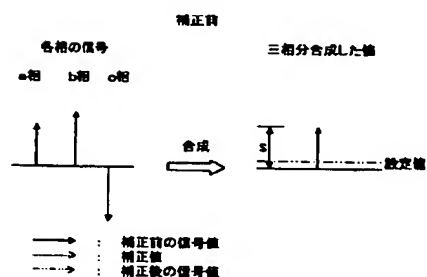 補正前
各相の信号
三相分合成した値
a相 b相 c相
合成
S
設定値
: 補正前の信号値
: 補正値
: 補正後の信号値